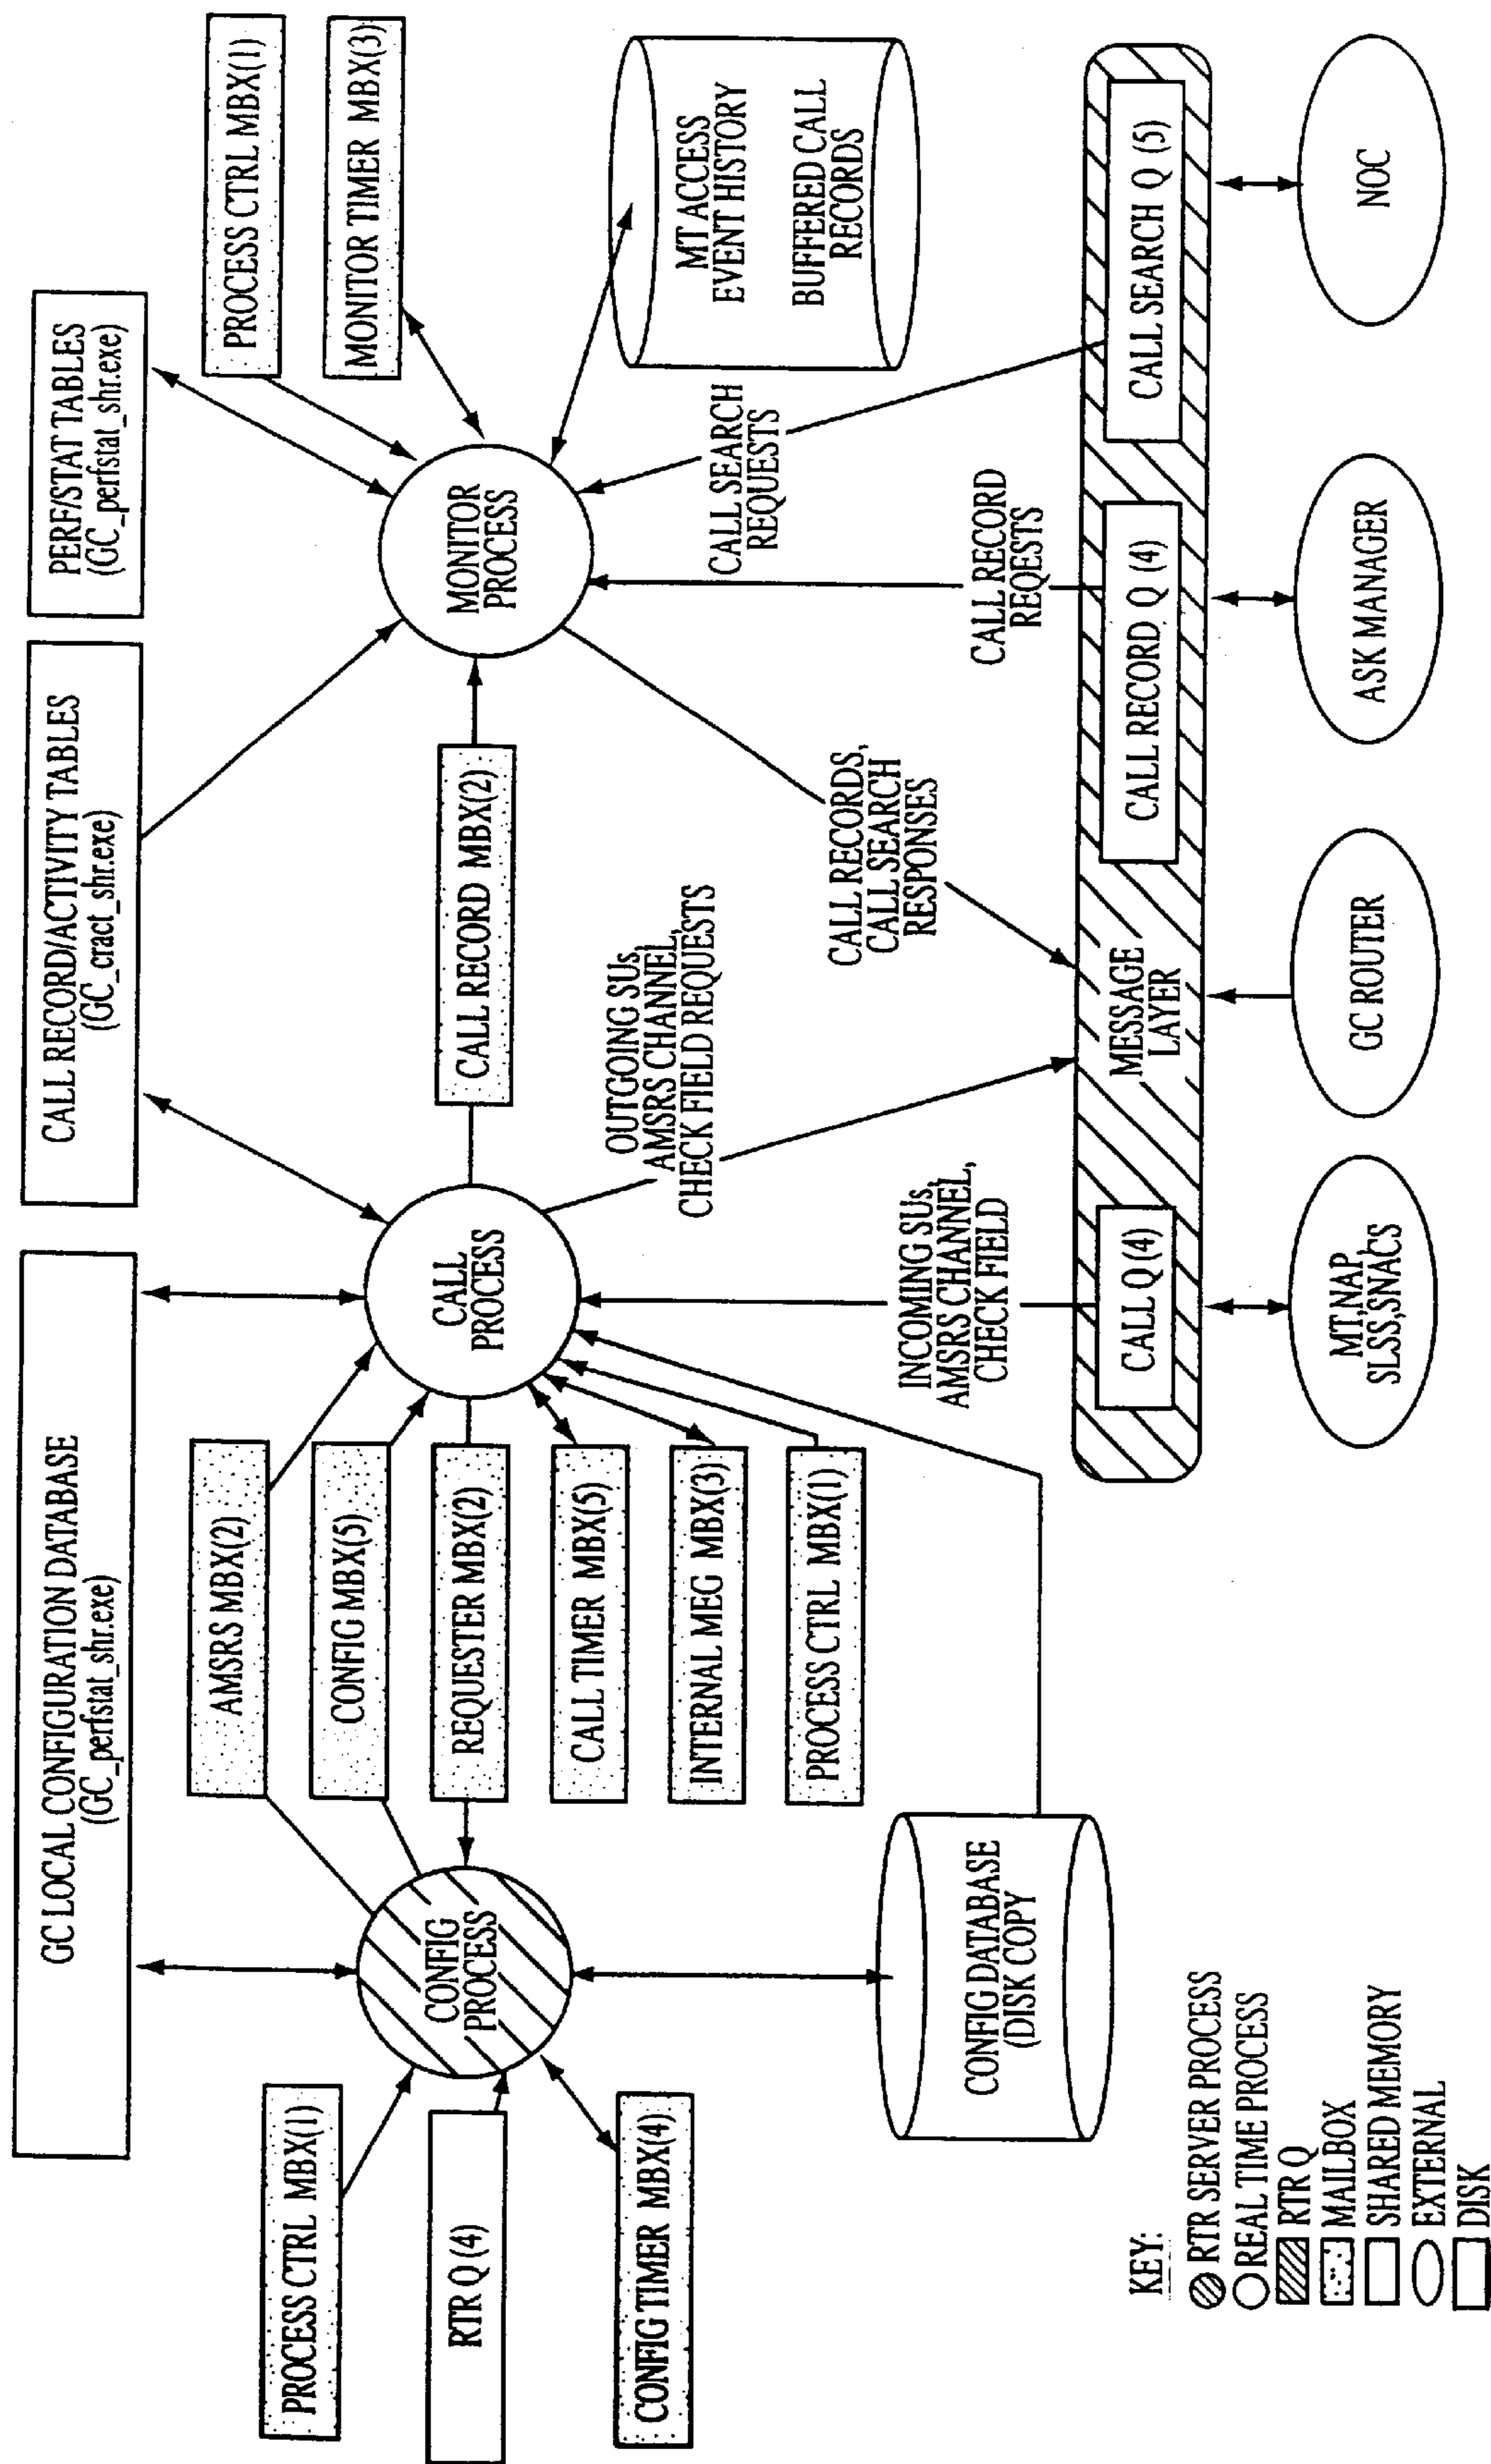 GC LOCAL CONFIGURATION DATABASE
(GC_perfstat_shr.exe)
CALL RECORD/ACTIVITY TABLES
(GC_cract_shr.exe)
PERF/STAT TABLES
(GC_perfstat_shr.exe)
PROCESS CTRL MBX(1)
RTR Q (4)
CONFIG TIMER MBX(4)
CONFIG
PROCESS
AMSRS MBX(2)
CONFIG MBX(5)
REQUESTER MBX(2)
CALL TIMER MBX(5)
INTERNAL MEG MBX(3)
PROCESS CTRL MBX(1)
CALL
PROCESS
CALL RECORD MBX(2)
MONITOR
PROCESS
PROCESS CTRL MBX(1)
MONITOR TIMER MBX(3)
MT ACCESS
EVENT HISTORY
BUFFERED CALL
RECORDS
CONFIG DATABASE
(DISK COPY
INCOMING SUs,
AMSRS CHANNEL,
CHECK FIELD
OUTGOING SUs,
AMSRS CHANNEL,
CHECK FIELD REQUESTS
CALL RECORDS,
CALL SEARCH
RESPONSES
CALL RECORD
REQESTS
CALL SEARCH
REQUESTS
CALL Q (4)
MESSAGE
LAYER
CALL RECORD Q (4)
CALL SEARCH Q (5)
MT,NAP,
SLSS,SNACS
GC ROUTER
ASK MANAGER
NOC
KEY:
RTR SERVER PROCESS
REAL TIME PROCESS
RTR Q
MAILBOX
SHARED MEMORY
EXTERNAL
DISK